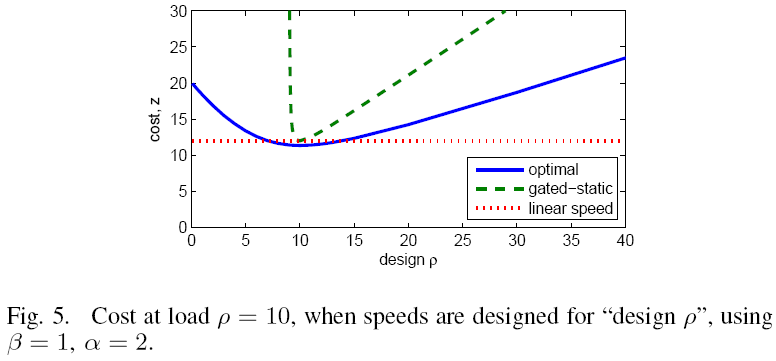 30
25
20
15
10
5
0
cost, z
optimal
gated−static
linear speed
0 5 10 15 20 25 30 35 40
design ρ
Fig. 5. Cost at load ρ = 10, when speeds are designed for “design ρ”, using
β = 1, α = 2.